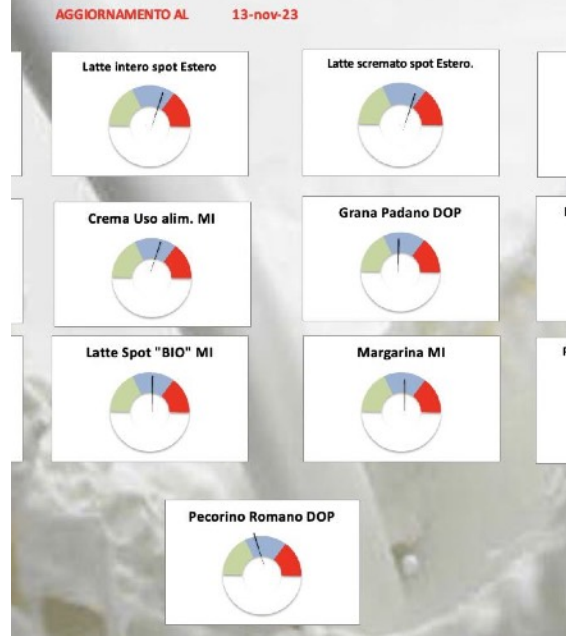 AGGIORNAMENTO AL 13-nov-23
Latte intero spot Estero
Latte scremato spot Estero.
Crema Uso alim. MI
Grana Padano DOP
Latte Spot "BIO" MI
Margarina MI
Pecorino Romano DOP